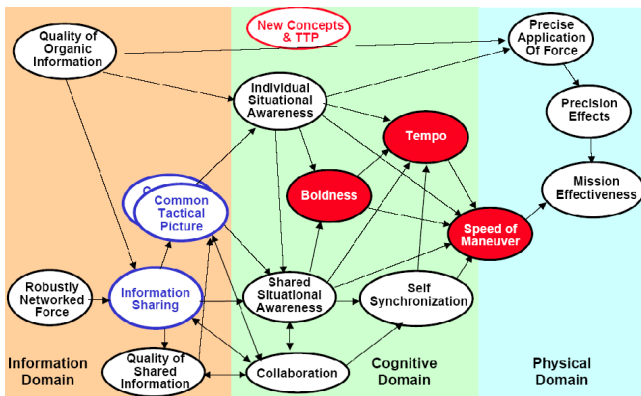 New Concepts
& TTP
Quality of
Organic
Information
Precise
Application
Of Force
Individual
Situational
Awareness
Precision
Effects
Tempo
Boldness
Mission
Effectiveness
Common
Tactical
Picture
Speed of
Maneuver
Robustly
Networked
Force
Information
Sharing
Shared
Situational
Awareness
Self
Synchronization
Information
Domain
Quality of
Shared
Information
Collaboration
Cognitive
Domain
Physical
Domain